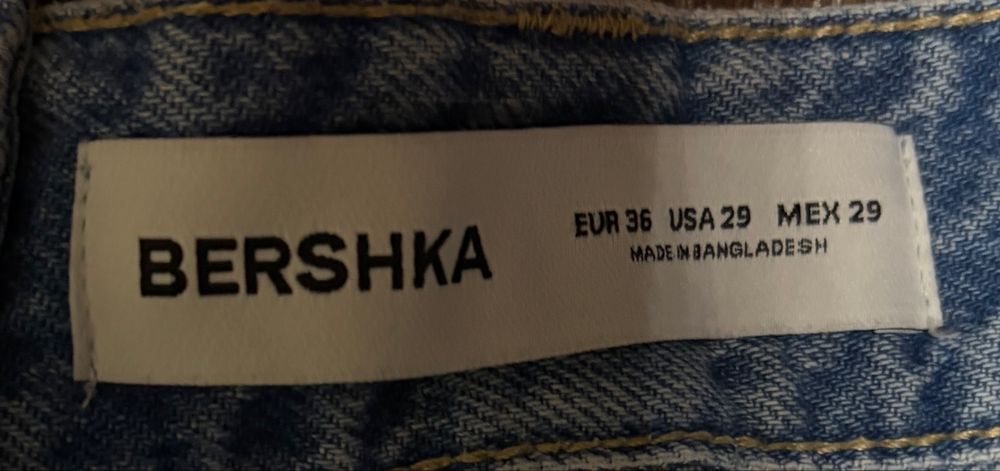 BERSHKA
EUR 36 USA 29 MEX 29
MADE IN BANGLADESH